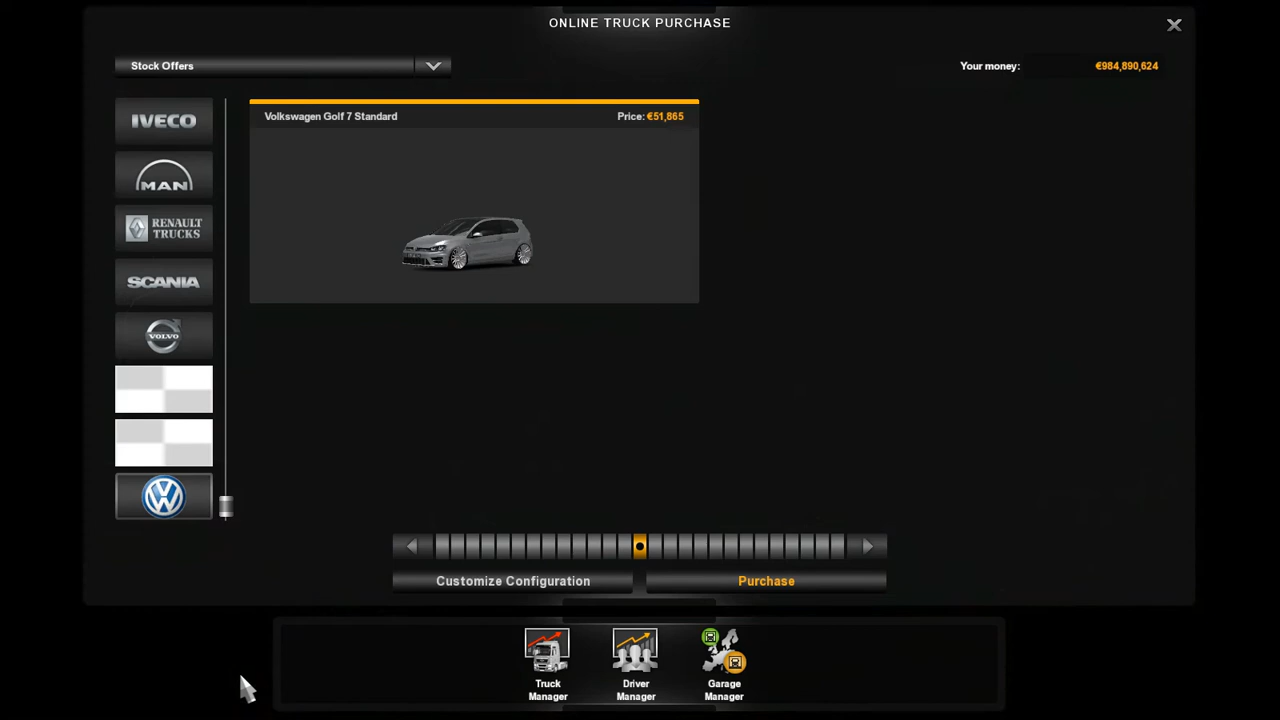 ONLINE TRUCK PURCHASE
Stock Offers
Your money: €984,890,624
IVECO
MAN
RENAULT
TRUCKS
SCANIA
VOLVO
Volkswagen Golf 7 Standard
Price: €51,865
Customize Configuration
Purchase
Truck
Manager
Driver
Manager
Garage
Manager